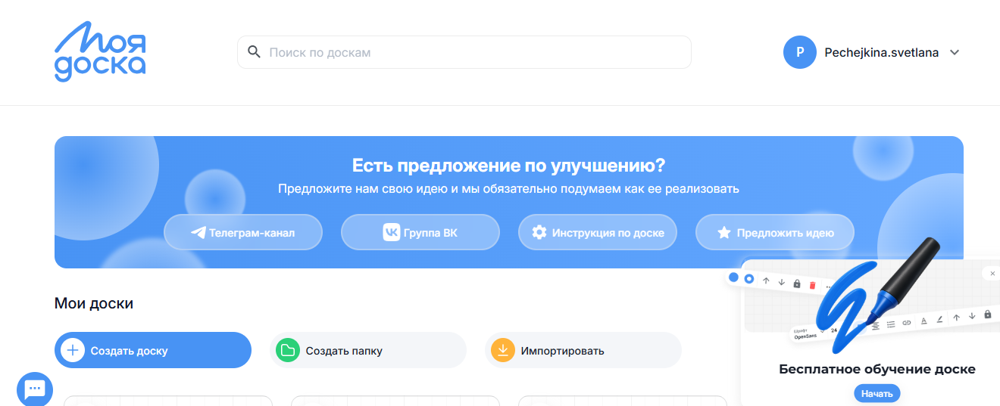 Моя
доска
Поиск по доскам
P
Pechejkina.svetlana
Есть предложение по улучшению?
Предложите нам свою идею и мы обязательно подумаем как ее реализовать
Телеграм-канал
Группа ВК
Инструкция по доске
Предложить идею
Мои доски
Создать доску
Создать папку
Импортировать
Шрифт
OpenSans
24
Бесплатное обучение доске
Начать